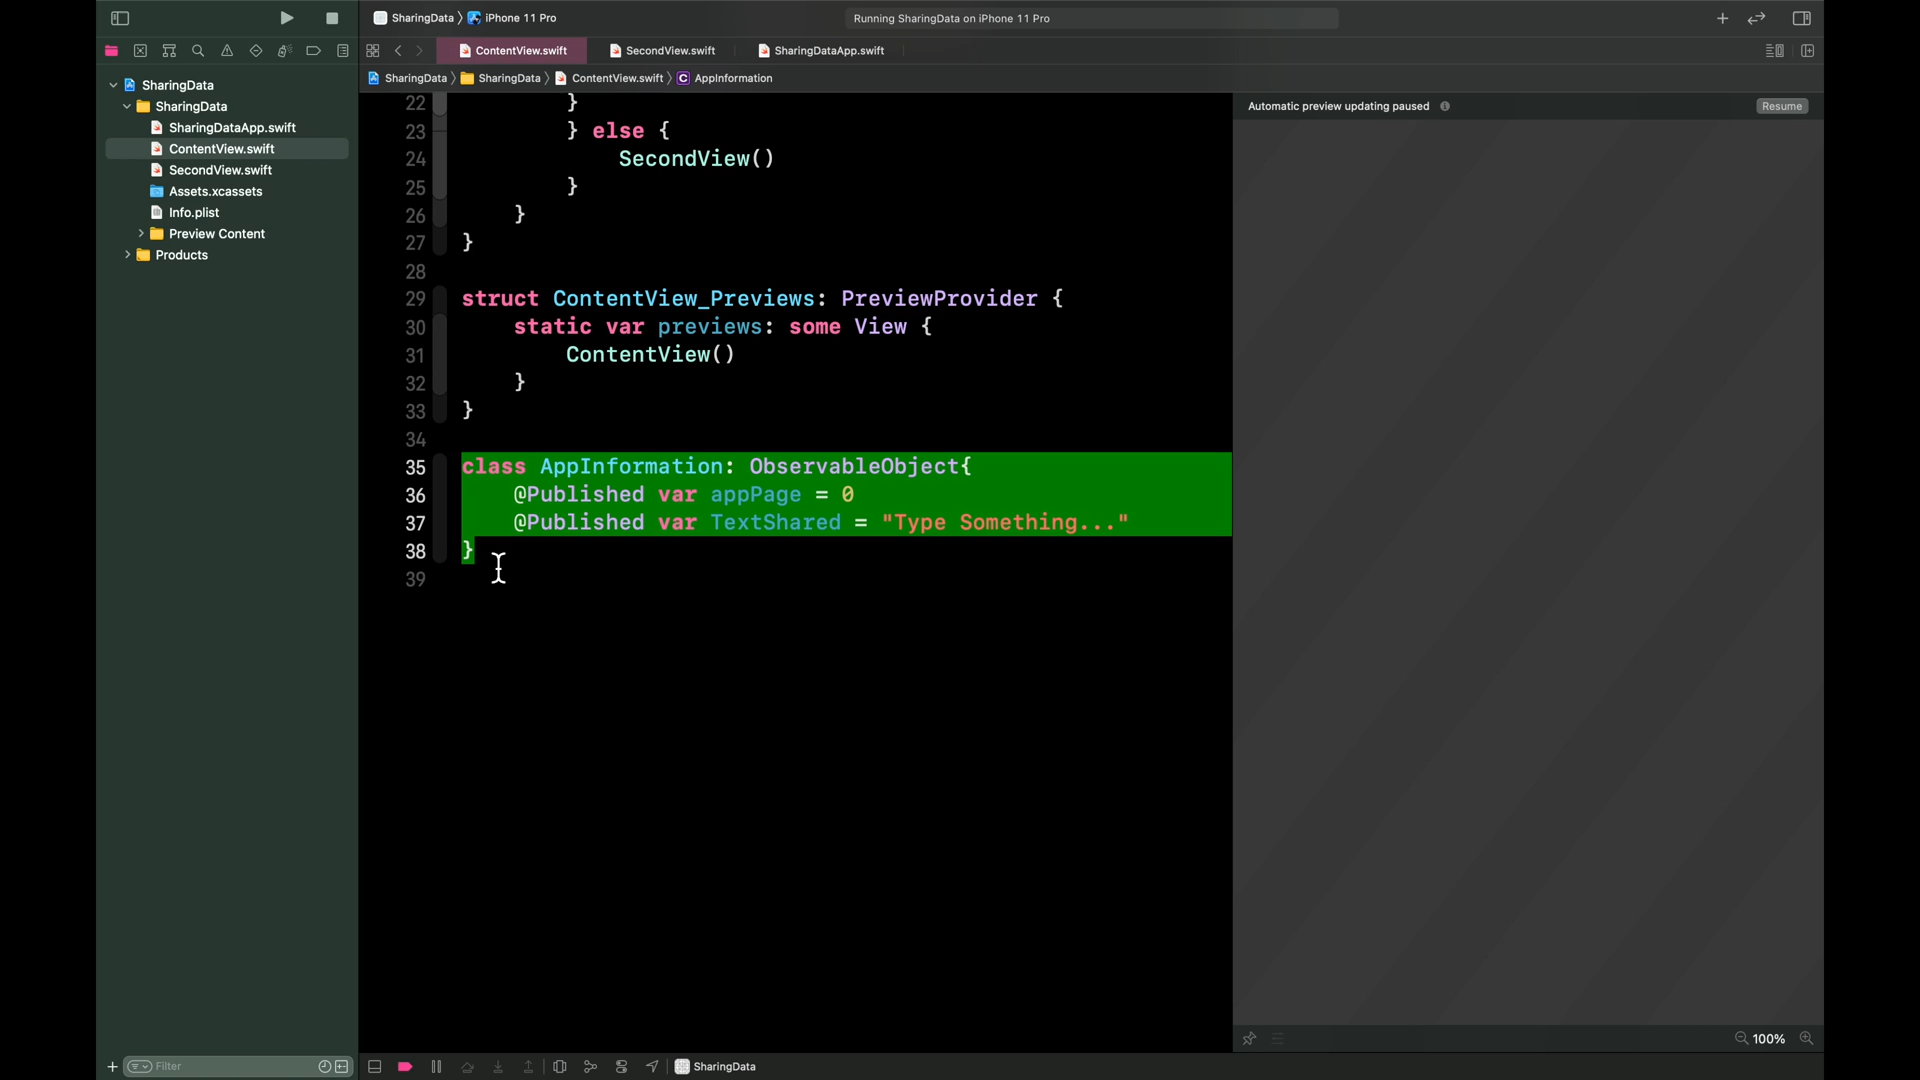 SharingData 〉 iPhone 11 Pro
Running SharingData on iPhone 11 Pro
ContentView.swift
SecondView.swift
SharingDataApp.swift
SharingData 〉 SharingData 〉 ContentView.swift 〉 C AppInformation
SharingData
SharingData
SharingDataApp.swift
ContentView.swift
SecondView.swift
Assets.xcassets
Info.plist
Preview Content
Products
22 }
23 } else {
24 SecondView()
25 }
26 }
27 }
28
29 struct ContentView_Previews: PreviewProvider {
30 static var previews: some View {
31 ContentView()
32 }
33 }
34
35 class AppInformation: ObservableObject{
36 @Published var appPage = 0
37 @Published var TextShared = "Type Something..."
38 }
39
Automatic preview updating paused
Resume
100%
Filter
SharingData